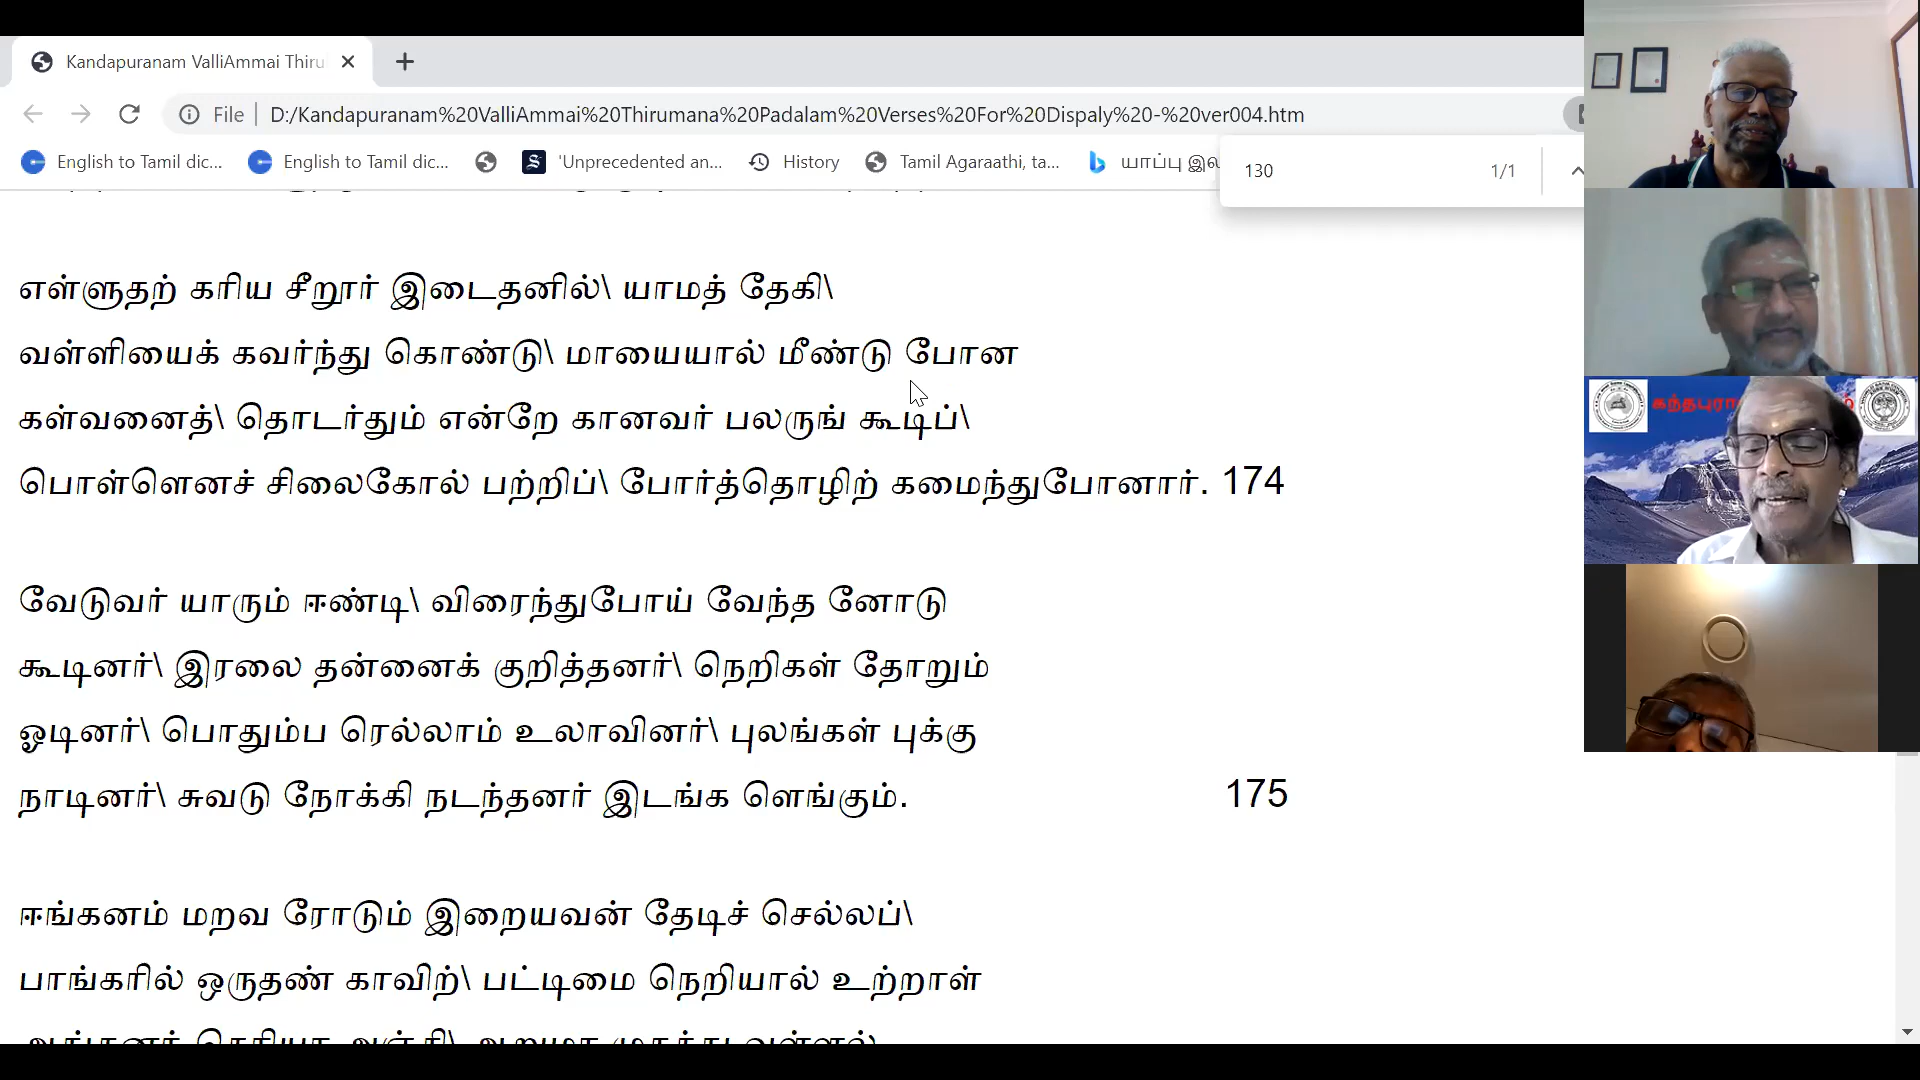 Kandapuranam ValliAmmai Thiru
File
D:/Kandapuranam%20ValliAmmai%20Thirumana%20Padalam%20Verses%20For%20Dispaly%20-%20ver004.htm
English to Tamil dic... English to Tamil dic... 'Unprecedented an... History Tamil Agaraathi, ta... யாப்பு
130 1/1
எள்ளுதற் கரிய சீறூர் இடைதனில்\ யாமத் தேகி\
வள்ளியைக் கவர்ந்து கொண்டு\ மாயையால் மீண்டு போன
கள்வனைத்\ தொடர்தும் என்றே கானவர் பலருங் கூடிப்\
பொள்ளெனச் சிலைகோல் பற்றிப்\ போர்த்தொழிற் கமைந்துபோனார். 174
வேடுவர் யாரும் ஈண்டி\ விரைந்துபோய் வேந்த னோடு
கூடினர்\ இரலை தன்னைக் குறித்தனர்\ நெறிகள் தோறும்
ஓடினர்\ பொதும்ப ரெல்லாம் உலாவினர்\ புலங்கள் புக்கு
நாடினர்\ சுவடு நோக்கி நடந்தனர் இடங்க ளெங்கும். 175
ஈங்கனம் மறவ ரோடும் இறையவன் தேடிச் செல்லப்\
பாங்கரில் ஒருதண் காவிற்\ பட்டிமை நெறியால் உற்றாள்